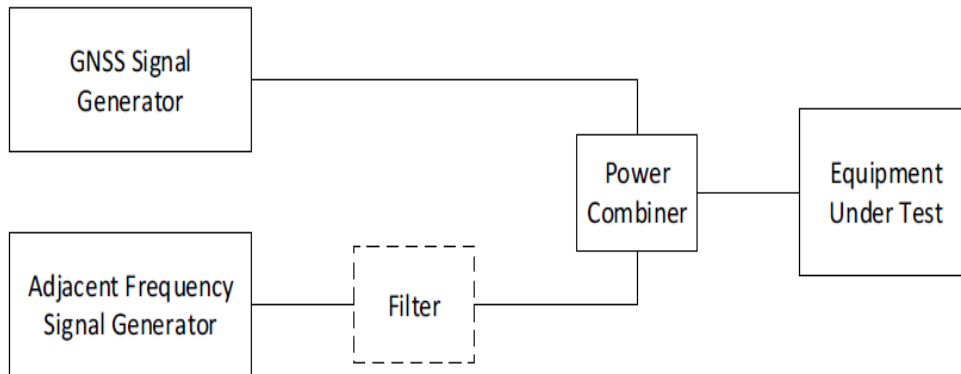 GNSS Signal
Generator
Power
Combiner
Equipment
Under Test
Adjacent Frequency
Signal Generator
Filter